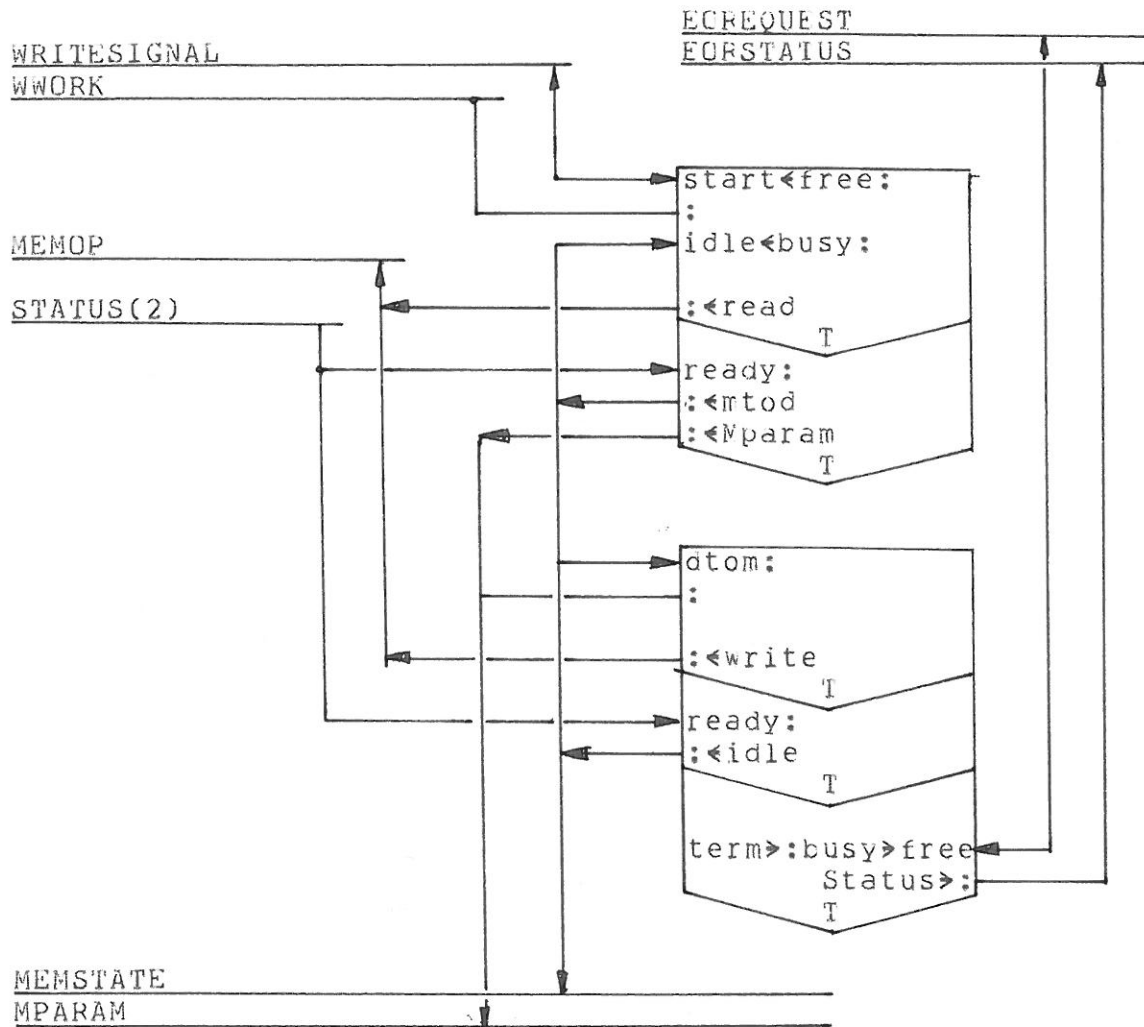 ECREQUEST
EORSTATUS
WRITESIGNAL
WWORK
start<free:
:
MEMOP
idle<busy:
STATUS(2)
:<read
T
ready:
:<mtod
:<Mparam
T
dtom:
:
:<write
T
ready:
:<idle
T
term>:busy>free
Status>:
T
MEMSTATE
MPARAM